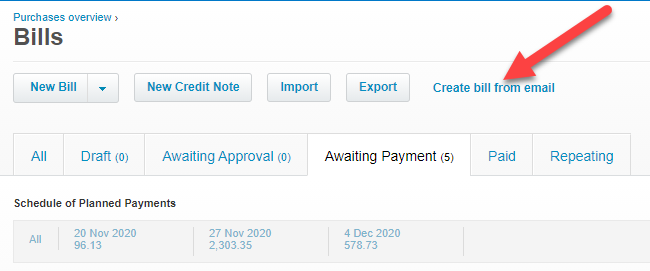 Purchases overview ›
Bills
New Bill New Credit Note Import Export Create bill from email
All Draft (0) Awaiting Approval (0) Awaiting Payment (5) Paid Repeating
Schedule of Planned Payments
All 20 Nov 2020 27 Nov 2020 4 Dec 2020
96.13 2,303.35 578.73